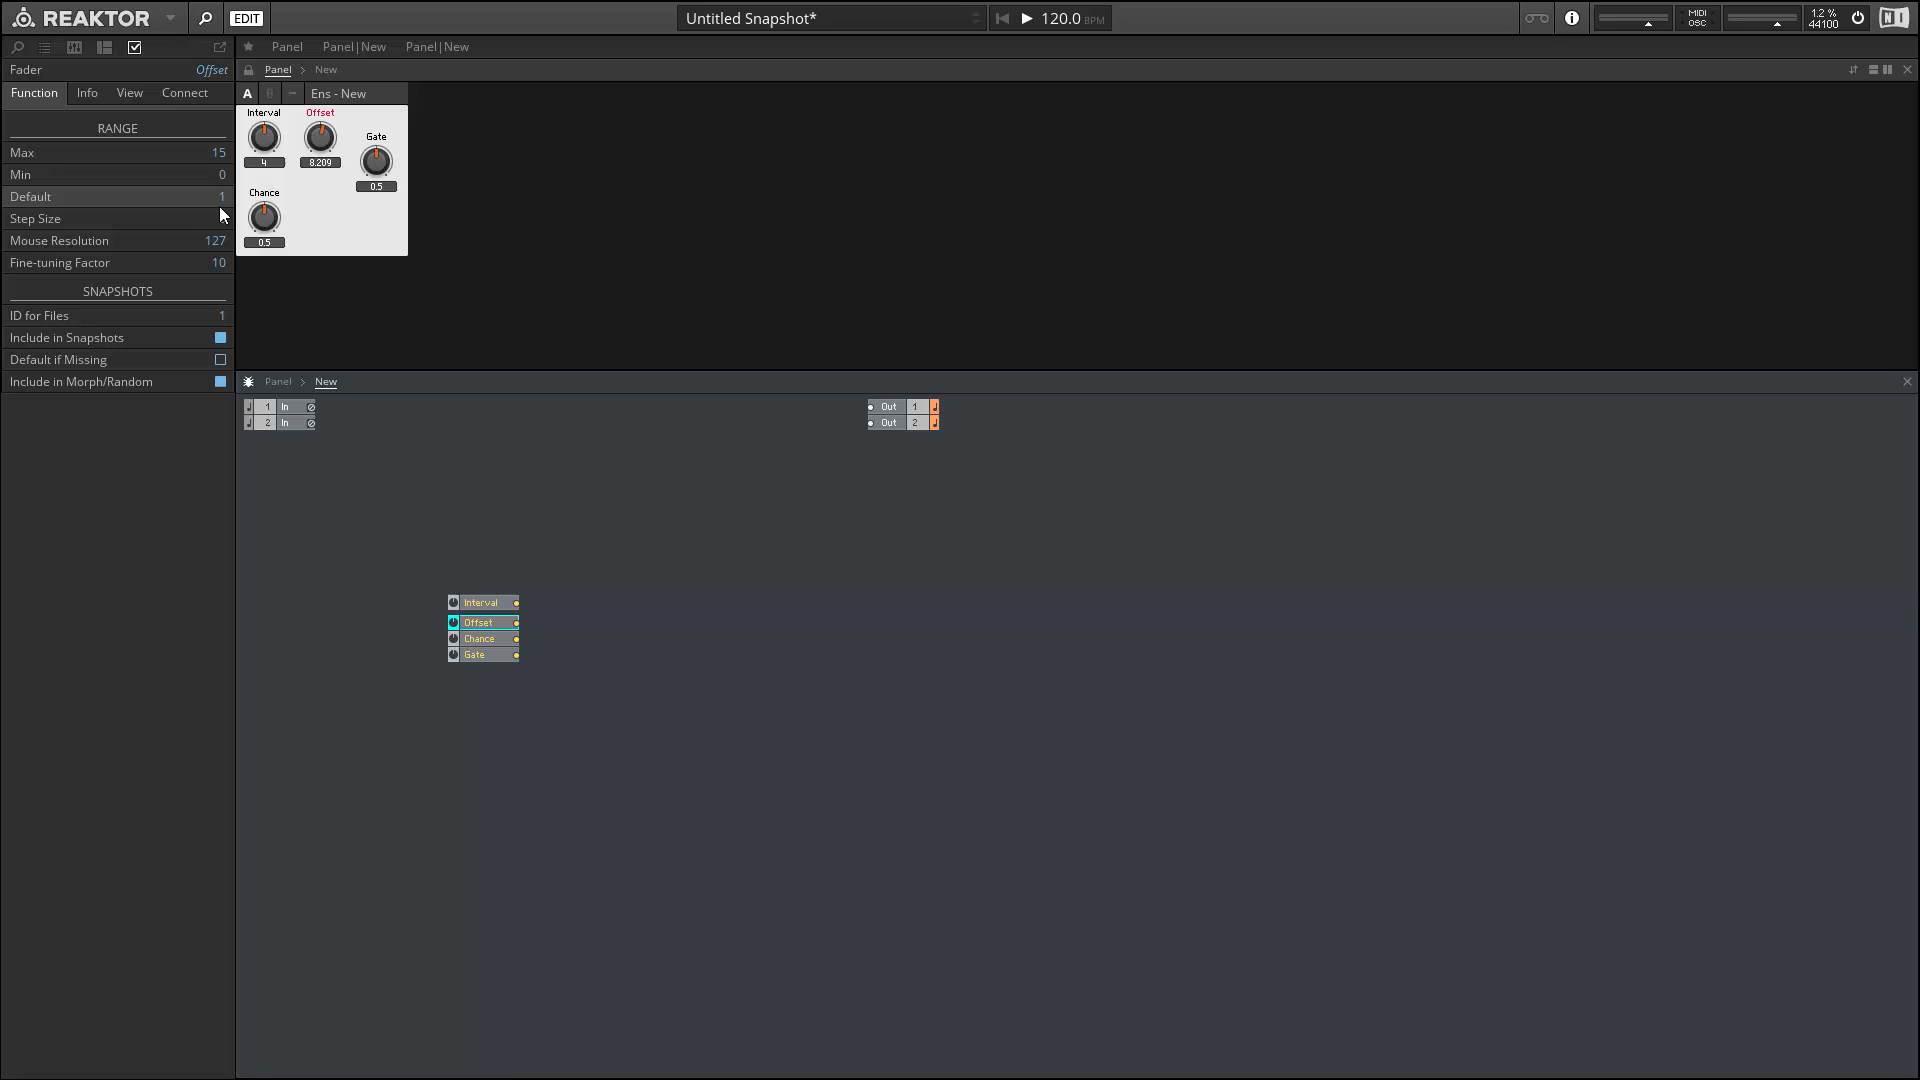 REAKTOR EDIT Untitled Snapshot* 120.0 BPM MIDI OSC 1.2 % 44100
Panel Panel|New Panel|New
Fader Offset Panel > New
Function Info View Connect A B Ens - New
RANGE
Max 15
Min 0
Default 1
Step Size
Mouse Resolution 127
Fine-tuning Factor 10
SNAPSHOTS
ID for Files 1
Include in Snapshots
Default if Missing
Include in Morph/Random
Interval Offset
Gate
4 8.209
0.5
Chance
0.5
Panel > New
1 In Out 1
2 In Out 2
Interval
Offset
Chance
Gate